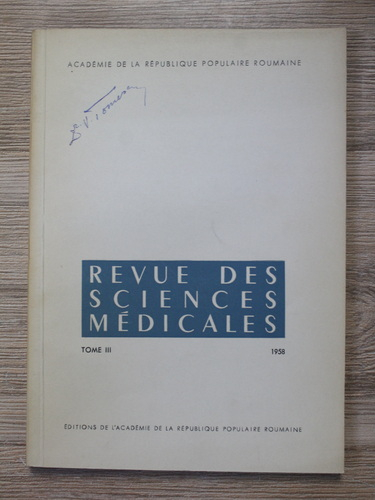 ACADÉMIE DE LA RÉPUBLIQUE POPULAIRE ROUMAINE
REVUE DES
SCIENCES
MÉDICALES
TOME III 1958
ÉDITIONS DE L'ACADÉMIE DE LA RÉPUBLIQUE POPULAIRE ROUMAINE